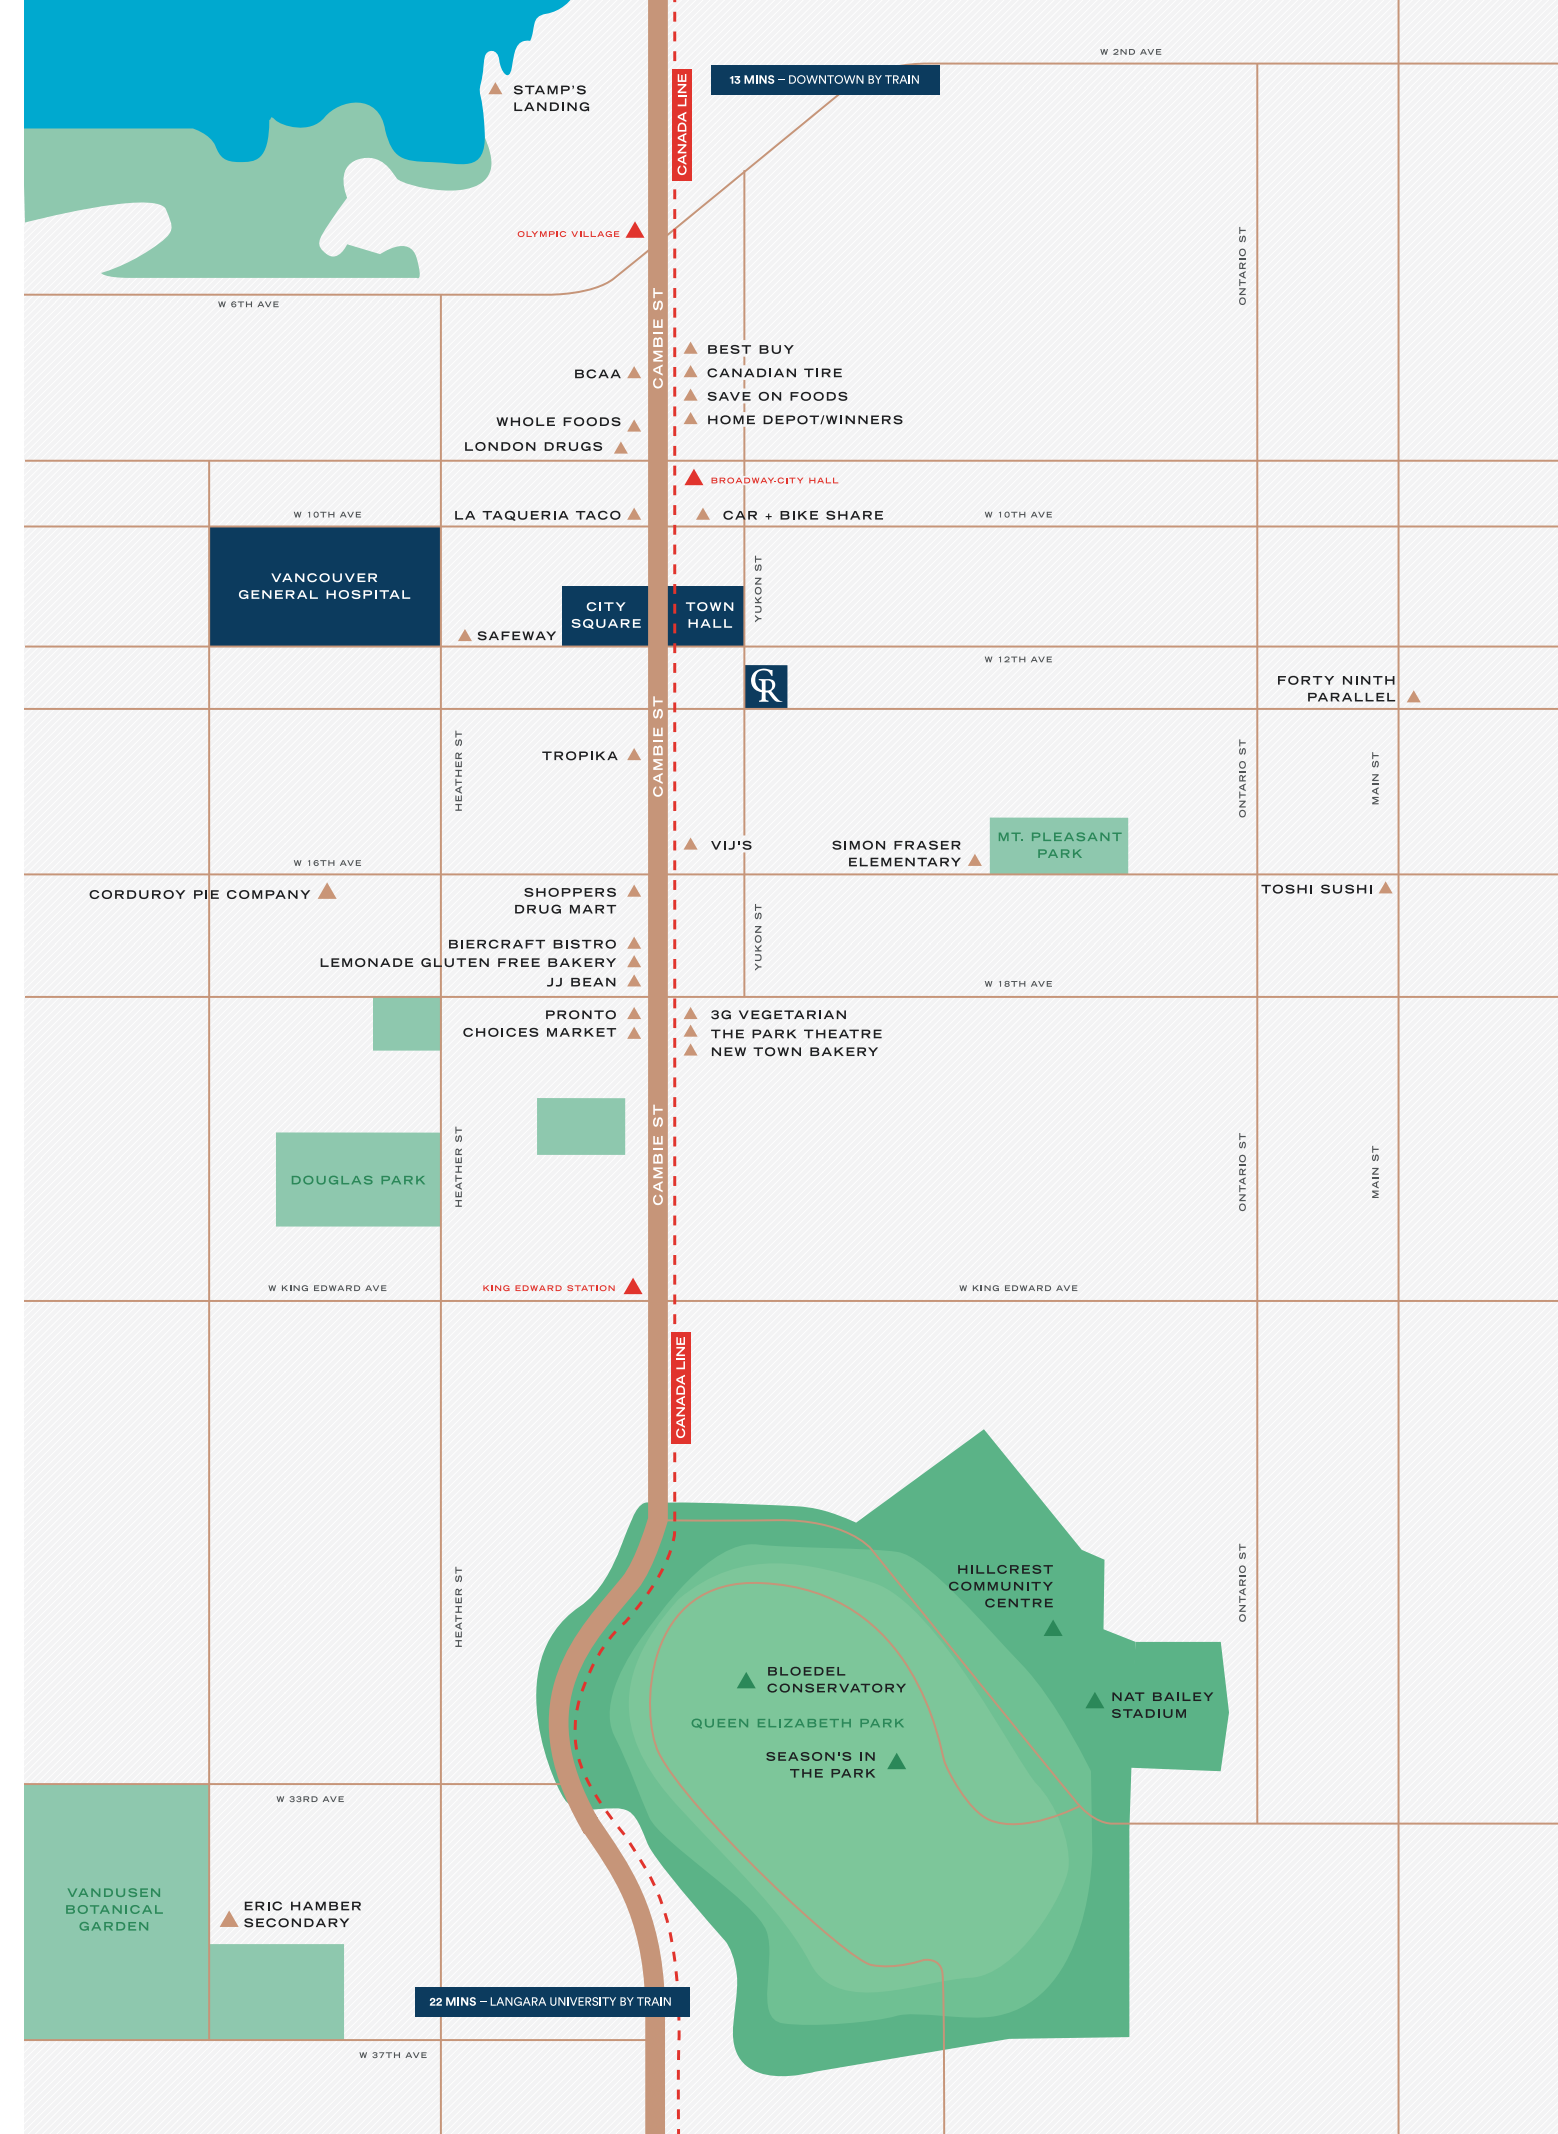 W 2ND AVE
13 MINS – DOWNTOWN BY TRAIN
STAMP'S
LANDING
CANADA LINE
OLYMPIC VILLAGE
ONTARIO ST
W 6TH AVE
CAMBIE ST
BEST BUY
BCAA
CANADIAN TIRE
SAVE ON FOODS
WHOLE FOODS
HOME DEPOT/WINNERS
LONDON DRUGS
BROADWAY-CITY HALL
W 10TH AVE
LA TAQUERIA TACO
CAR + BIKE SHARE
W 10TH AVE
VANCOUVER
GENERAL HOSPITAL
YUKON ST
CITY
SQUARE
TOWN
HALL
SAFEWAY
W 12TH AVE
CR
FORTY NINTH
PARALLEL
CAMBIE ST
HEATHER ST
TROPIKA
ONTARIO ST
MAIN ST
MT. PLEASANT
PARK
VIJ'S
SIMON FRASER
ELEMENTARY
W 16TH AVE
CORDUROY PIE COMPANY
SHOPPERS
DRUG MART
TOSHI SUSHI
YUKON ST
BIERCRAFT BISTRO
LEMONADE GLUTEN FREE BAKERY
JJ BEAN
W 18TH AVE
PRONTO
3G VEGETARIAN
CHOICES MARKET
THE PARK THEATRE
NEW TOWN BAKERY
CAMBIE ST
HEATHER ST
ONTARIO ST
MAIN ST
DOUGLAS PARK
W KING EDWARD AVE
KING EDWARD STATION
W KING EDWARD AVE
CANADA LINE
HEATHER ST
ONTARIO ST
HILLCREST
COMMUNITY
CENTRE
BLOEDEL
CONSERVATORY
NAT BAILEY
STADIUM
QUEEN ELIZABETH PARK
SEASON'S IN
THE PARK
W 33RD AVE
VANDUSEN
BOTANICAL
GARDEN
ERIC HAMBER
SECONDARY
22 MINS – LANGARA UNIVERSITY BY TRAIN
W 37TH AVE